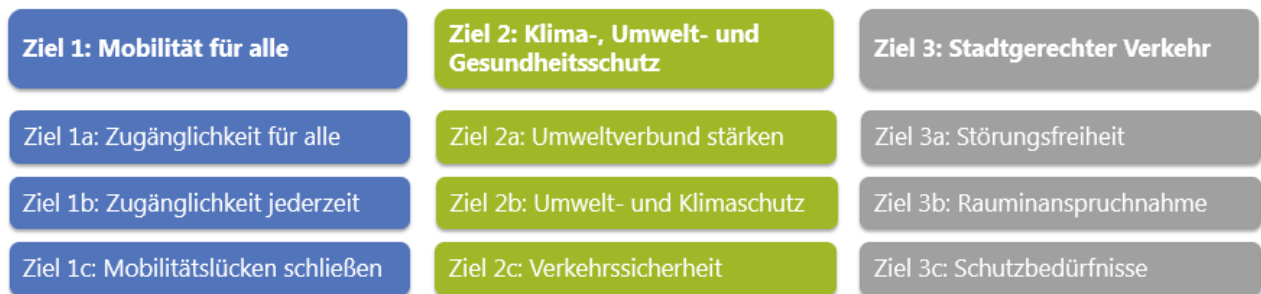 Ziel 1: Mobilität für alle
Ziel 1a: Zugänglichkeit für alle
Ziel 1b: Zugänglichkeit jederzeit
Ziel 1c: Mobilitätslücken schließen
Ziel 2: Klima-, Umwelt- und
Gesundheitsschutz
Ziel 2a: Umweltverbund stärken
Ziel 2b: Umwelt- und Klimaschutz
Ziel 2c: Verkehrssicherheit
Ziel 3: Stadtgerechter Verkehr
Ziel 3a: Störungsfreiheit
Ziel 3b: Rauminanspruchnahme
Ziel 3c: Schutzbedürfnisse